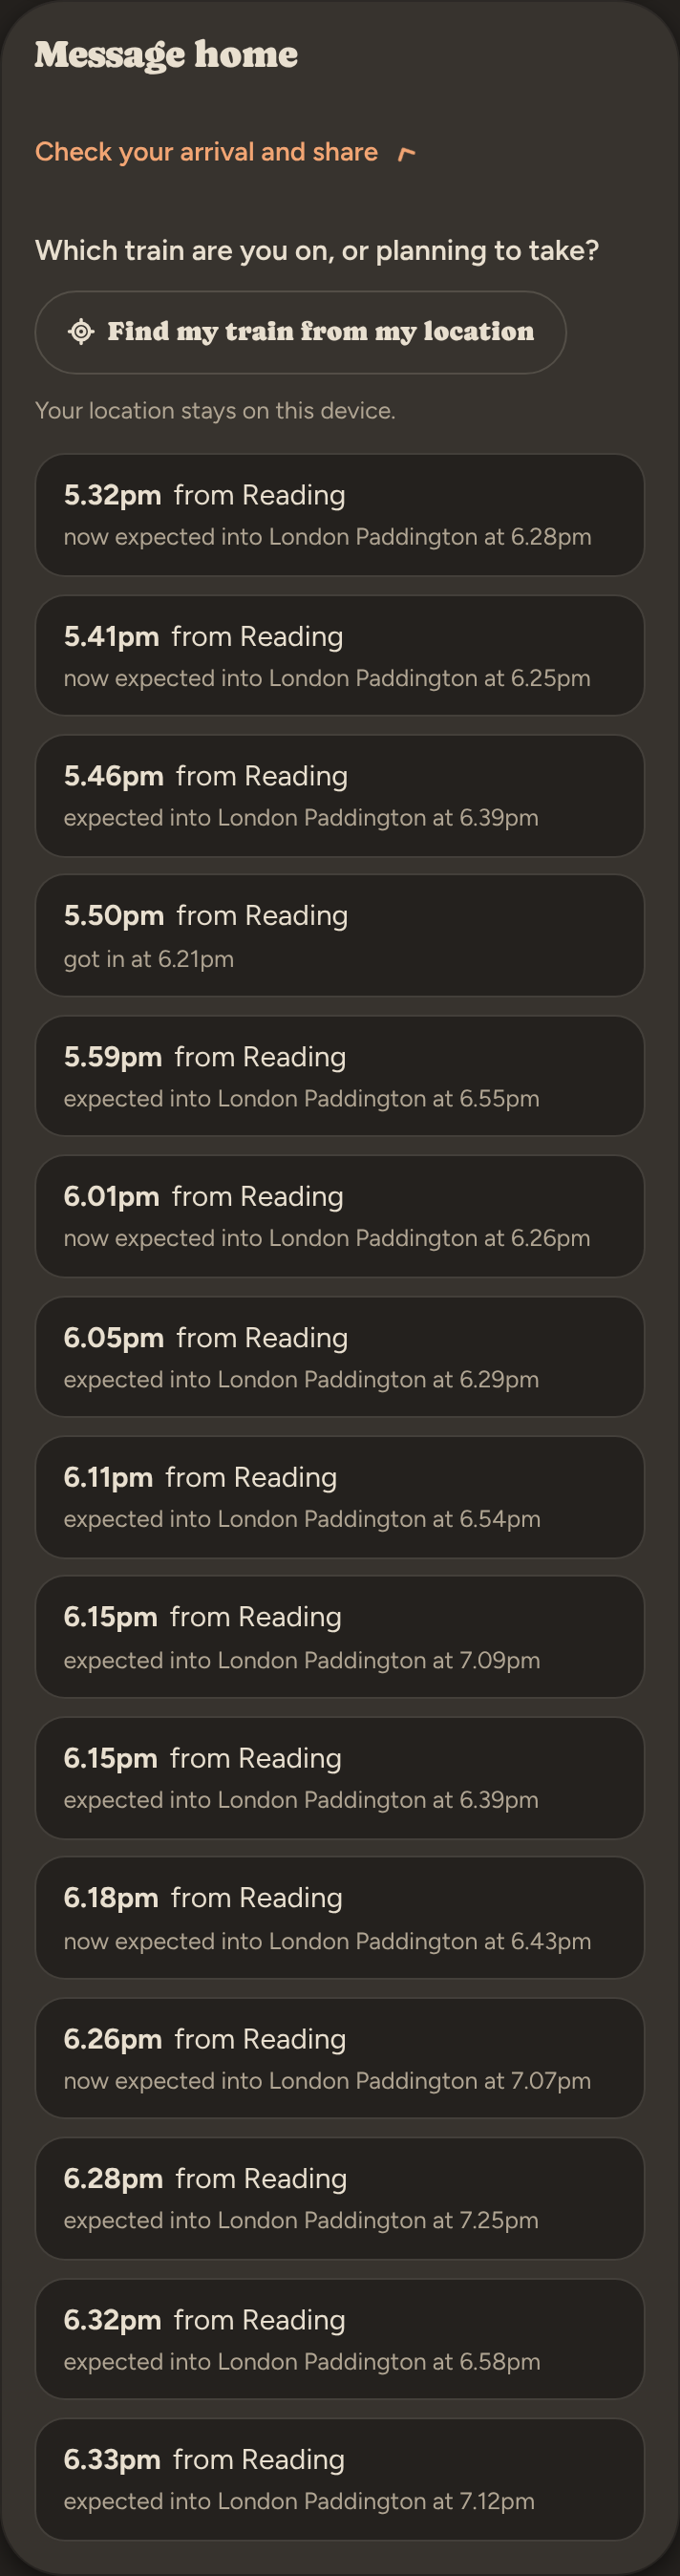 Message home
Check your arrival and share
Which train are you on, or planning to take?
Find my train from my location
Your location stays on this device.
5.32pm from Reading
now expected into London Paddington at 6.28pm
5.41pm from Reading
now expected into London Paddington at 6.25pm
5.46pm from Reading
expected into London Paddington at 6.39pm
5.50pm from Reading
got in at 6.21pm
5.59pm from Reading
expected into London Paddington at 6.55pm
6.01pm from Reading
now expected into London Paddington at 6.26pm
6.05pm from Reading
expected into London Paddington at 6.29pm
6.11pm from Reading
expected into London Paddington at 6.54pm
6.15pm from Reading
expected into London Paddington at 7.09pm
6.15pm from Reading
expected into London Paddington at 6.39pm
6.18pm from Reading
now expected into London Paddington at 6.43pm
6.26pm from Reading
now expected into London Paddington at 7.07pm
6.28pm from Reading
expected into London Paddington at 7.25pm
6.32pm from Reading
expected into London Paddington at 6.58pm
6.33pm from Reading
expected into London Paddington at 7.12pm